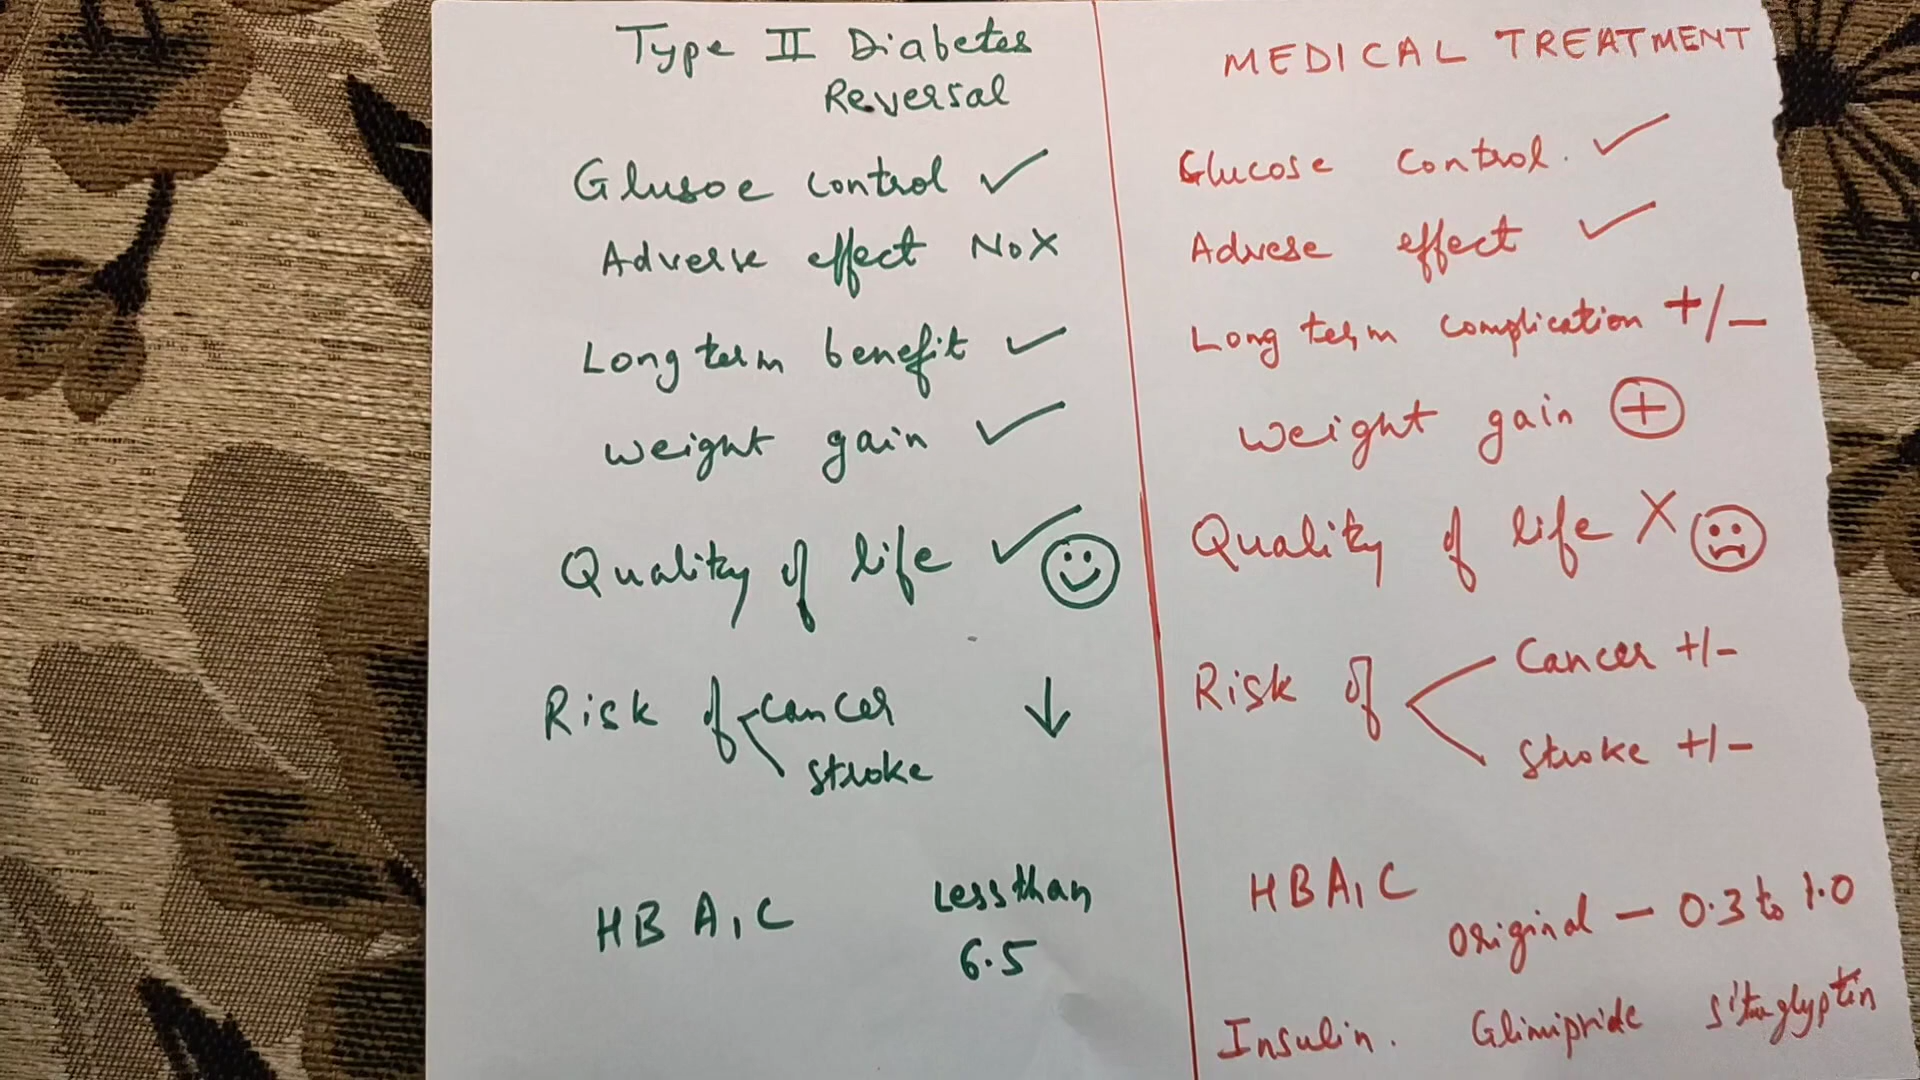 Type II Diabetes
Reversal
Glusoe control ✓
Adverse effect No X
Long term benefit ✓
weight gain ✓
Quality of life ✓ ☺
Risk of cancer ↓
stroke
HB A1C Less than
6.5
MEDICAL TREATMENT
Glucose control. ✓
Advese effect ✓
Long term complication +/-
weight gain ⊕
Quality of life X ☹
Risk of Cancer +/-
Stroke +/-
HBA1C
Original - 0.3 to 1.0
Insulin. Glimipride sitaglyptin